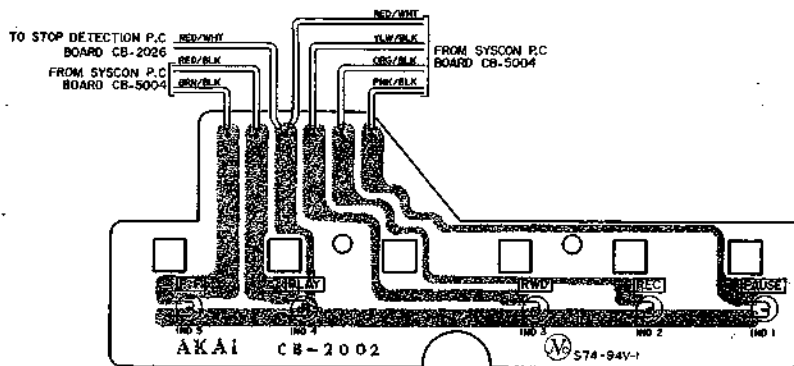 RED/WHT
TO STOP DETECTION P.C
BOARD CB-2026
RED/WHT
YLW/BLK
FROM SYSCON P.C
BOARD CB-5004
RED/BLK
FROM SYSCON P.C
BOARD CB-5004
ORG/BLK
BRN/BLK
PNK/BLK
PLAY
RWD
REC
PAUSE
IND 5
IND 4
IND 3
IND 2
IND 1
AKAI
CB-2002
S74-94V-1